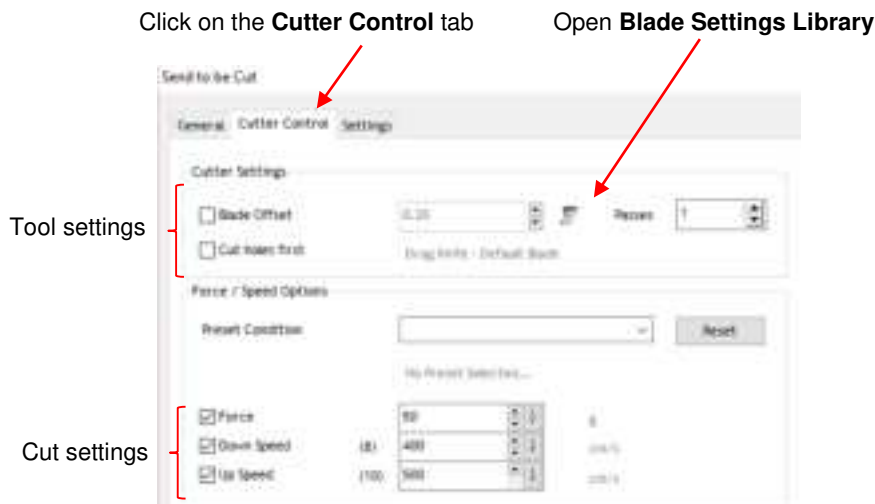 Click on the Cutter Control tab
Open Blade Settings Library
Send to be Cut
General Cutter Control Settings
Cutter Settings
Tool settings
Blade Offset 0.25 Passes 1
Cut holes first Drag Knife - Default Blade
Force / Speed Options
Preset Condition Reset
No Preset Selected...
Cut settings
Force
Down Speed (8) 400
Up Speed (10) 500